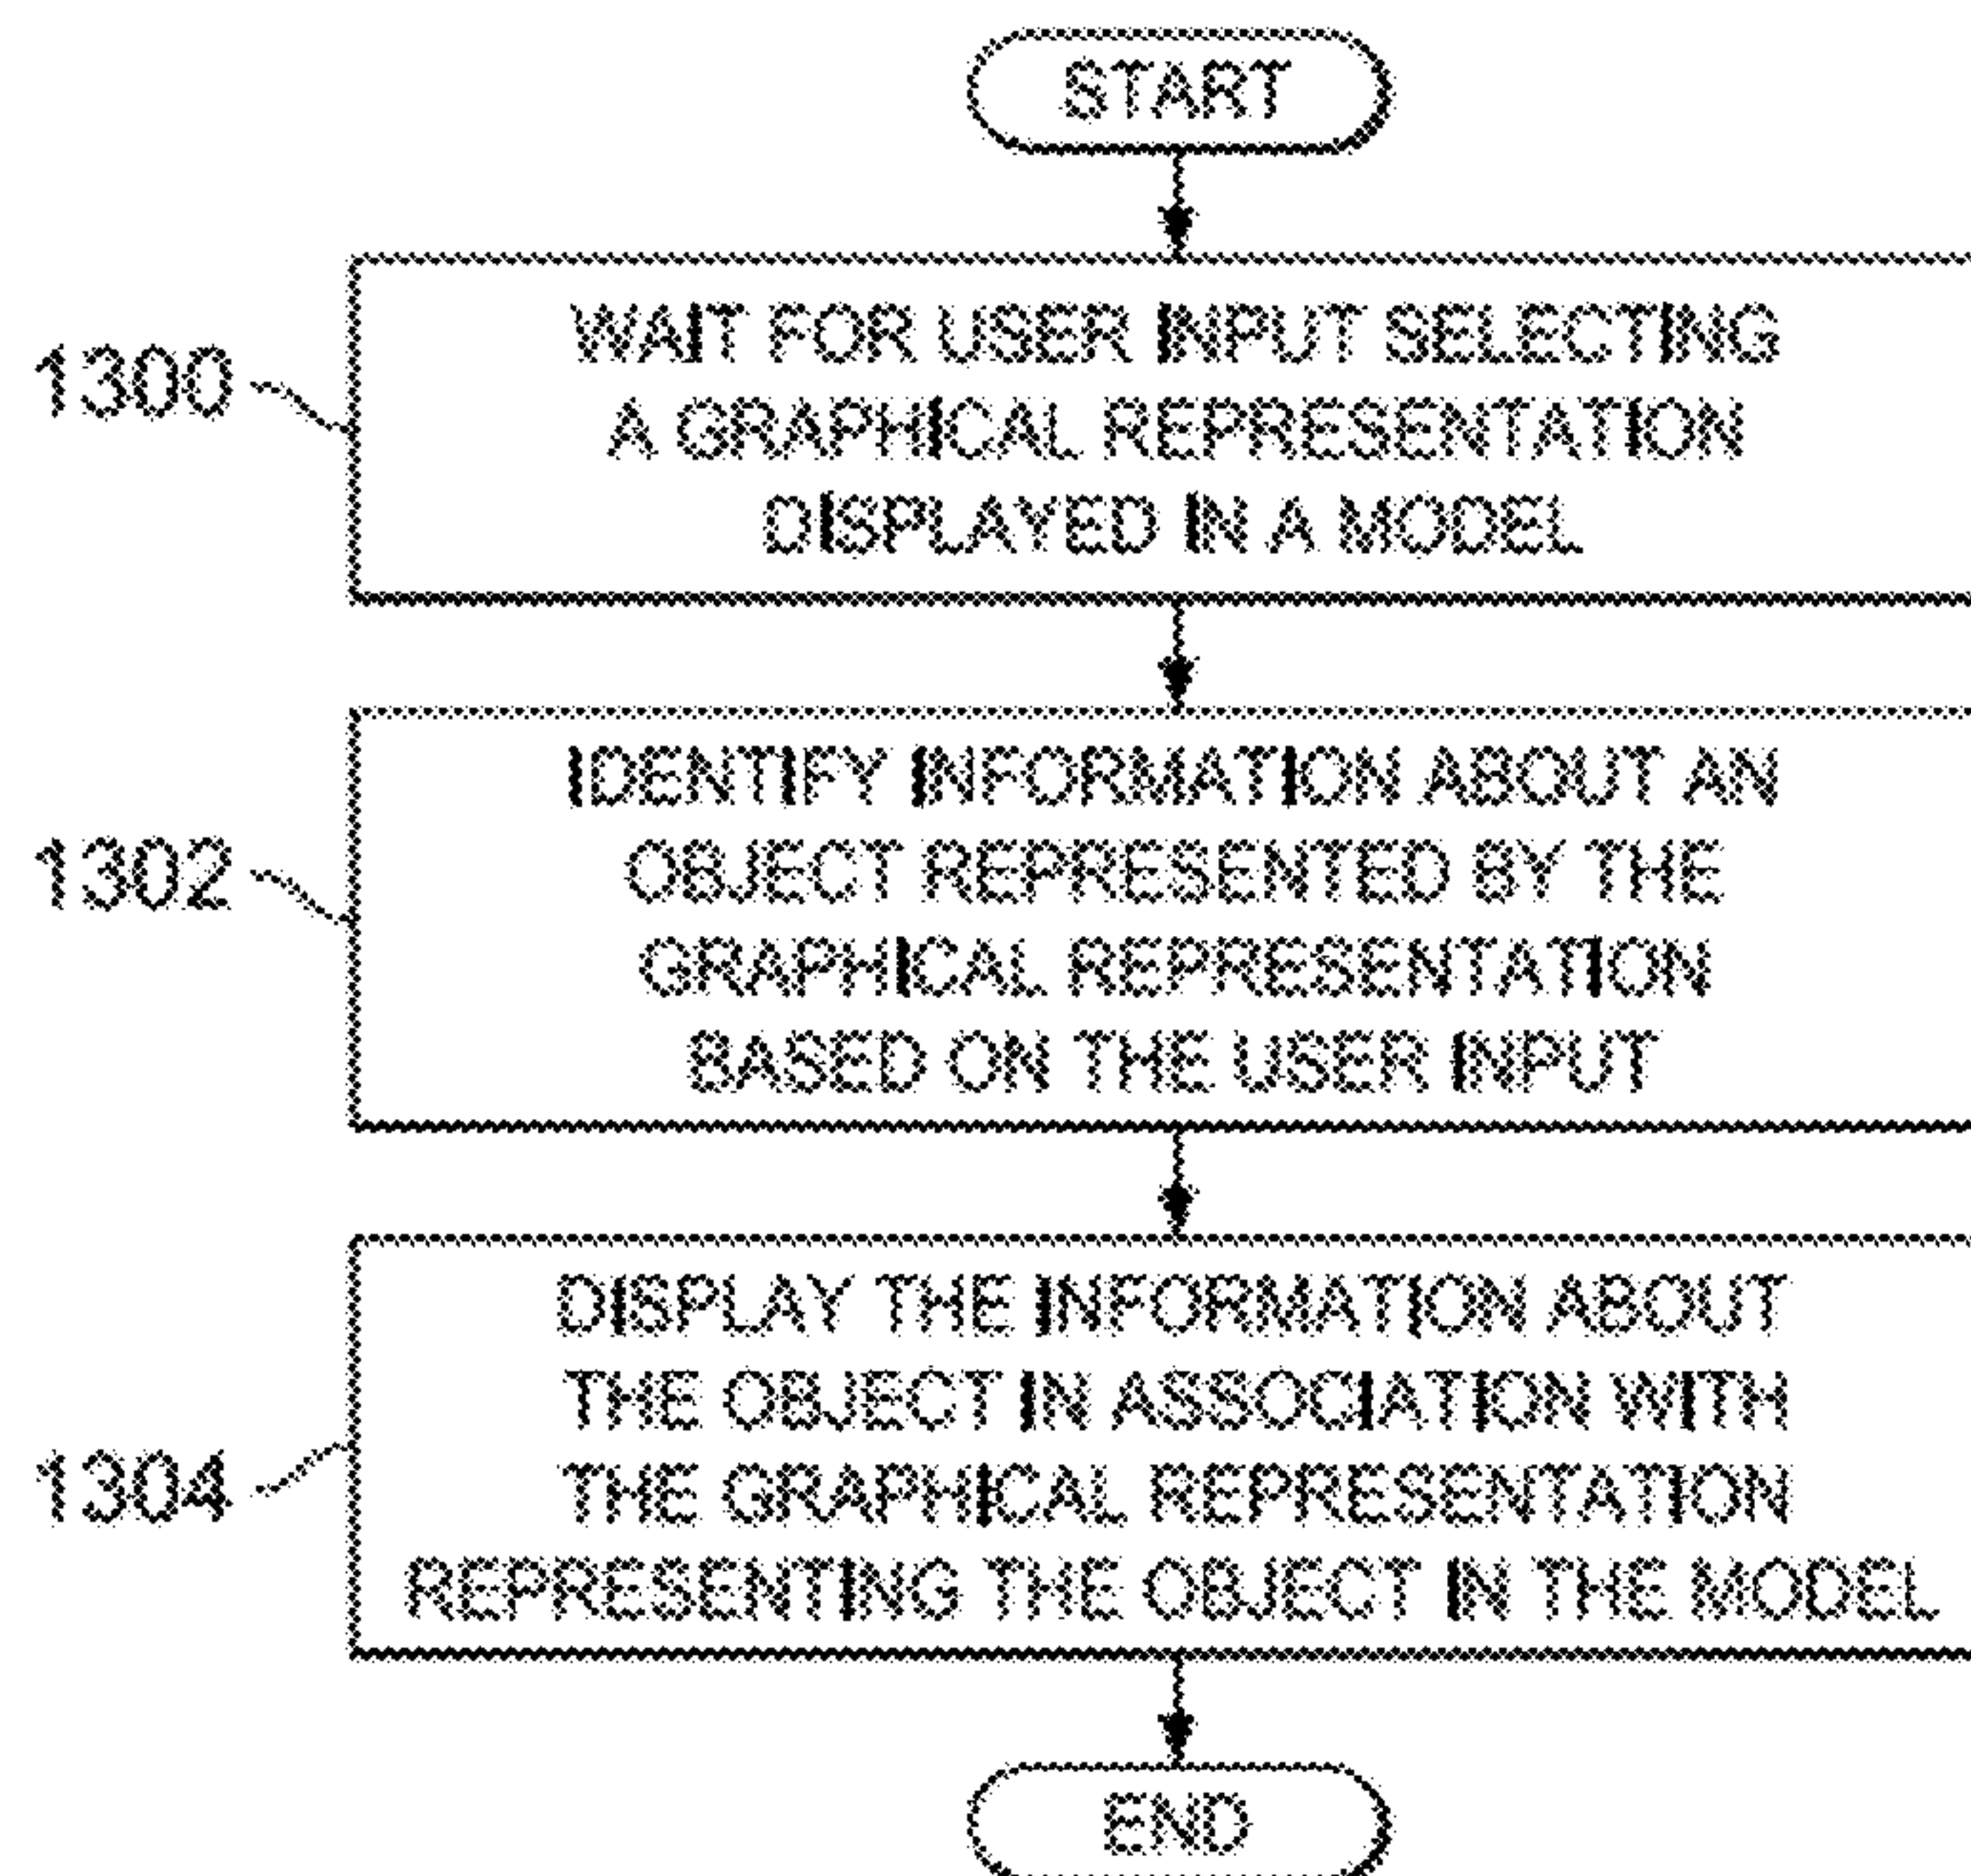 START
WAIT FOR USER INPUT SELECTING
A GRAPHICAL REPRESENTATION
DISPLAYED IN A MODEL
1300
IDENTIFY INFORMATION ABOUT AN
OBJECT REPRESENTED BY THE
GRAPHICAL REPRESENTATION
BASED ON THE USER INPUT
1302
DISPLAY THE INFORMATION ABOUT
THE OBJECT IN ASSOCIATION WITH
THE GRAPHICAL REPRESENTATION
REPRESENTING THE OBJECT IN THE MODEL
1304
END